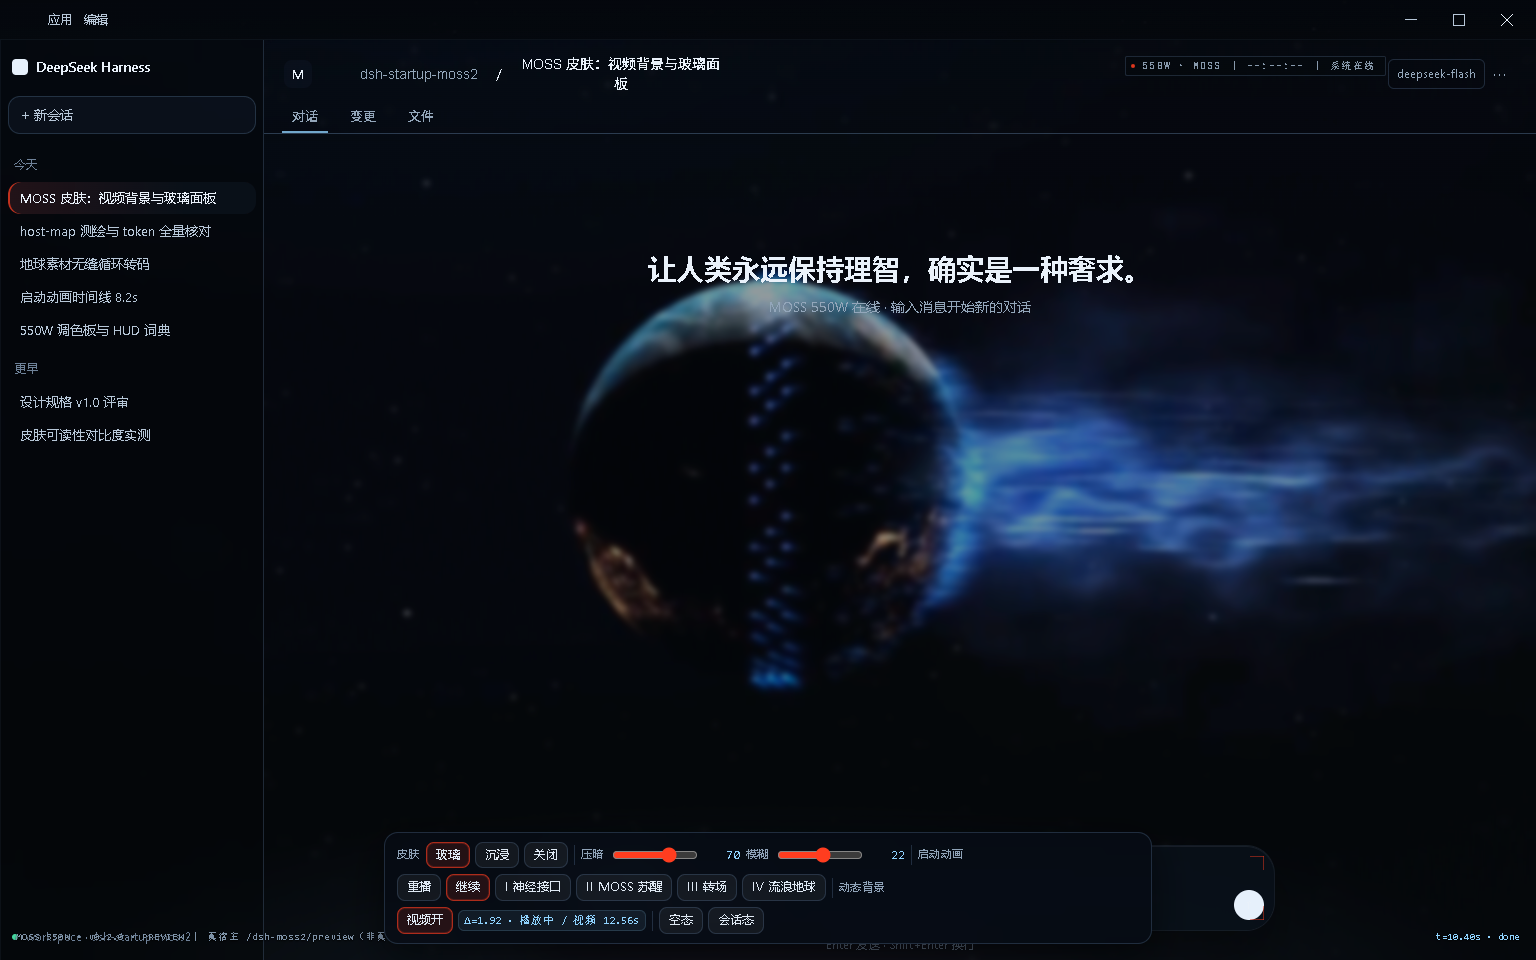 应用 编辑
DeepSeek Harness
+ 新会话
今天
MOSS 皮肤：视频背景与玻璃面板
host-map 测绘与 token 全量核对
地球素材无缝循环转码
启动动画时间线 8.2s
550W 调色板与 HUD 词典
更早
设计规格 v1.0 评审
皮肤可读性对比度实测
M
dsh-startup-moss2 /
MOSS 皮肤：视频背景与玻璃面
板
550W · MOSS | --:--:-- | 系统在线
deepseek-flash ···
对话 变更 文件
让人类永远保持理智，确实是一种奢求。
MOSS 550W 在线 · 输入消息开始新的对话
皮肤 玻璃 沉浸 关闭 压暗 70 模糊 22 启动动画
重播 继续 I 神经接口 II MOSS 苏醒 III 转场 IV 流浪地球 动态背景
视频开 Δ=1.92 · 播放中 / 视频 12.56s 空态 会话态
Enter 发送 · Shift+Enter 换行
/dsh-moss2/preview
t=10.40s · done